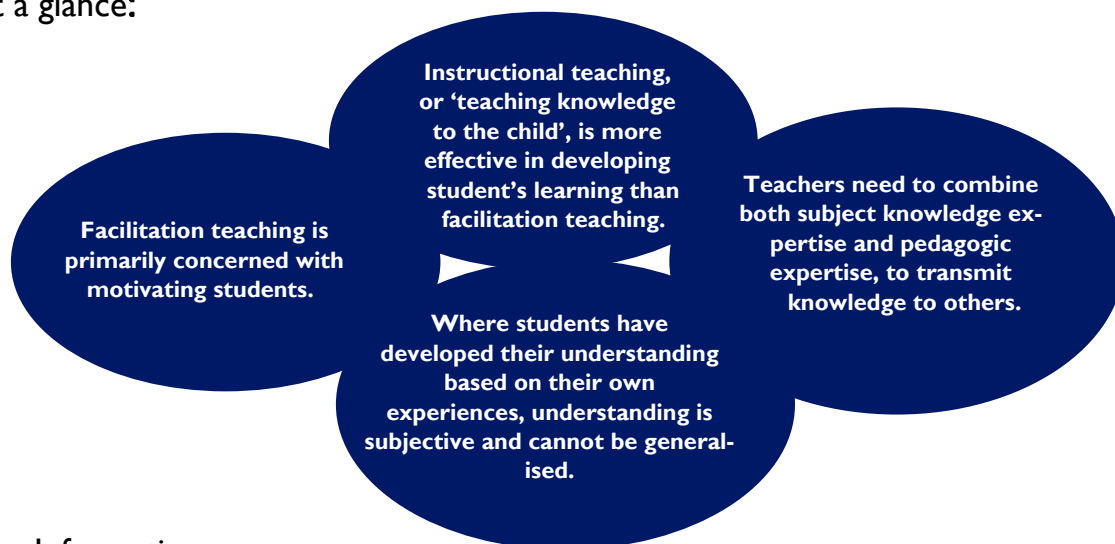 t a glance:
Instructional teaching,
or ‘teaching knowledge
to the child’, is more
effective in developing
student’s learning than
facilitation teaching.
Facilitation teaching is
primarily concerned with
motivating students.
Teachers need to combine
both subject knowledge ex-
pertise and pedagogic
expertise, to transmit
knowledge to others.
Where students have
developed their understanding
based on their own
experiences, understanding is
subjective and cannot be general-
ised.